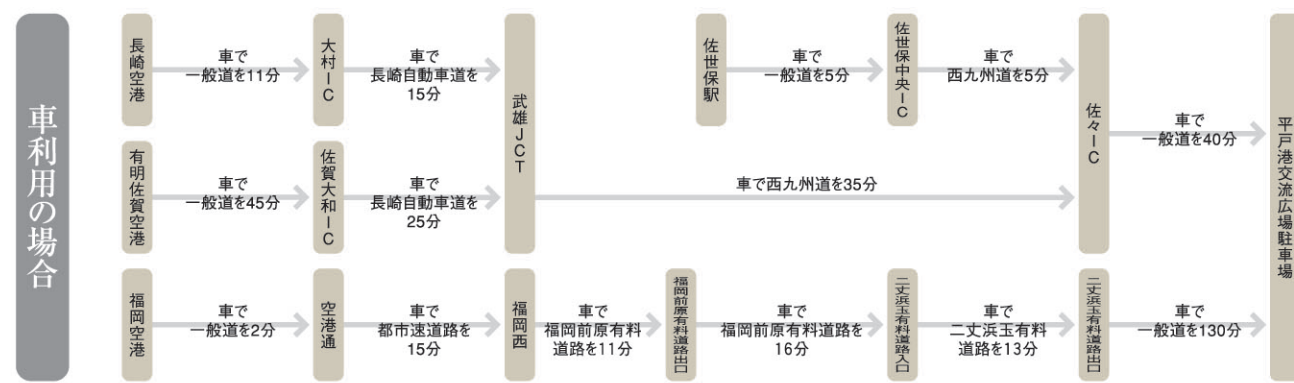 車利用の場合
長崎空港
車で
一般道を11分
大村IC
車で
長崎自動車道を
15分
武雄JCT
佐世保駅
車で
一般道を5分
佐世保中央IC
車で
西九州道を5分
佐々IC
車で
一般道を40分
平戸港交流広場駐車場
有明佐賀空港
車で
一般道を45分
佐賀大和IC
車で
長崎自動車道を
25分
車で西九州道を35分
福岡空港
車で
一般道を2分
空港通
車で
都市速道路を
15分
福岡西
車で
福岡前原有料
道路を11分
福岡前原有料道路出口
車で
福岡前原有料道路を
16分
二丈浜玉有料道路入口
車で
二丈浜玉有料
道路を13分
二丈浜玉有料道路出口
車で
一般道を130分